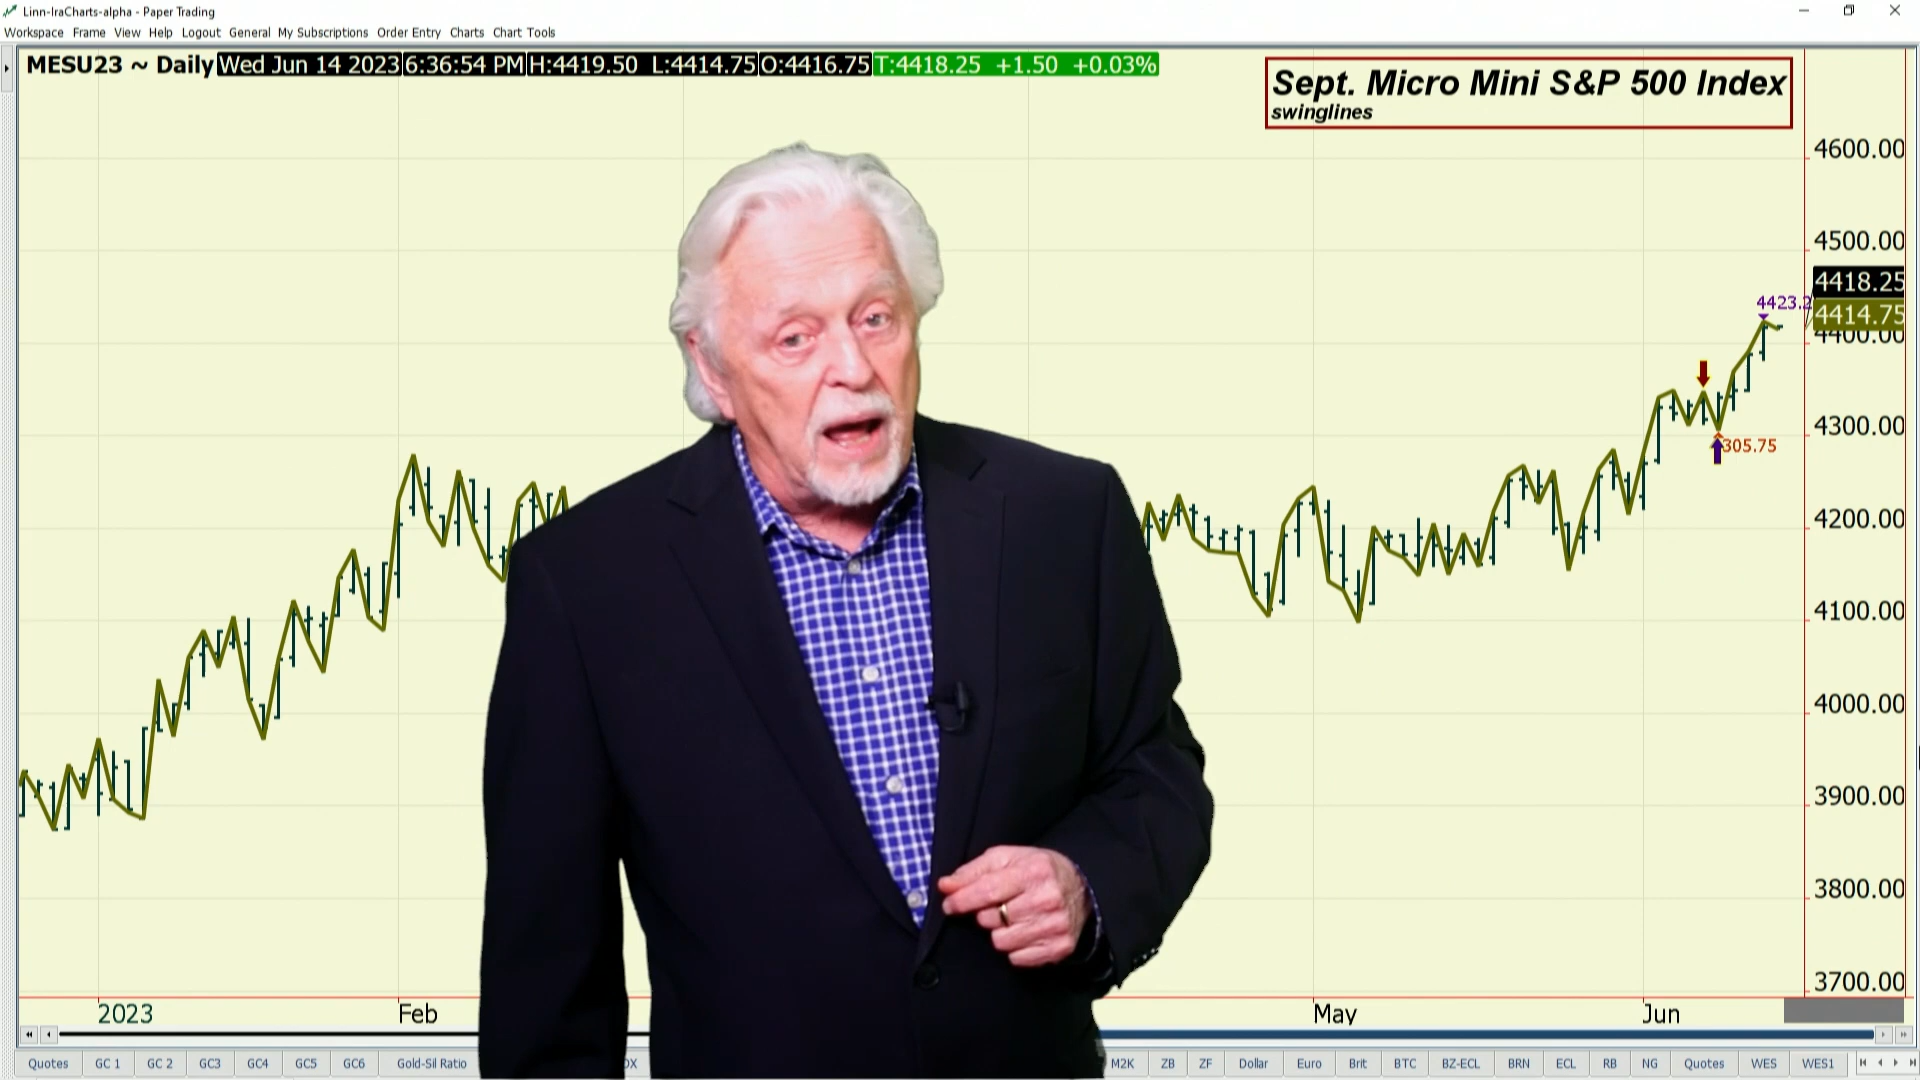 Linn-IraCharts-alpha - Paper Trading
Workspace Frame View Help Logout General My Subscriptions Order Entry Charts Chart Tools
MESU23 ~ Daily Wed Jun 14 2023 6:36:54 PM H:4419.50 L:4414.75 O:4416.75 T:4418.25 +1.50 +0.03%
Sept. Micro Mini S&P 500 Index
swinglines
4600.00
4500.00
4418.25
4423.2
4414.75
4400.00
4300.00
305.75
4200.00
4100.00
4000.00
3900.00
3800.00
3700.00
2023 Feb May Jun
Quotes GC 1 GC 2 GC3 GC4 GC5 GC6 Gold-Sil Ratio DX M2K ZB ZF Dollar Euro Brit BTC BZ-ECL BRN ECL RB NG Quotes WES WES1